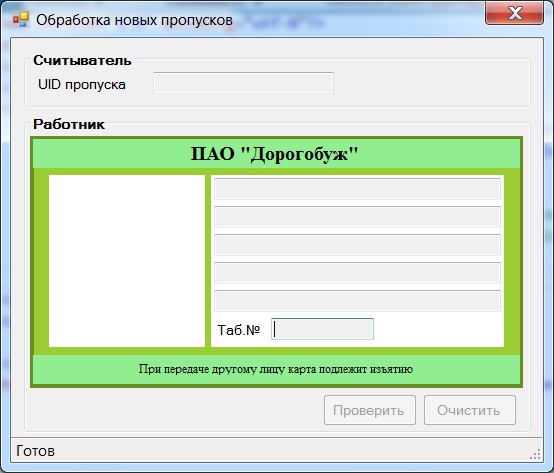 Обработка новых пропусков
Считыватель
UID пропуска
Работник
ПАО "Дорогобуж"
Таб.№
При передаче другому лицу карта подлежит изъятию
Проверить Очистить
Готов